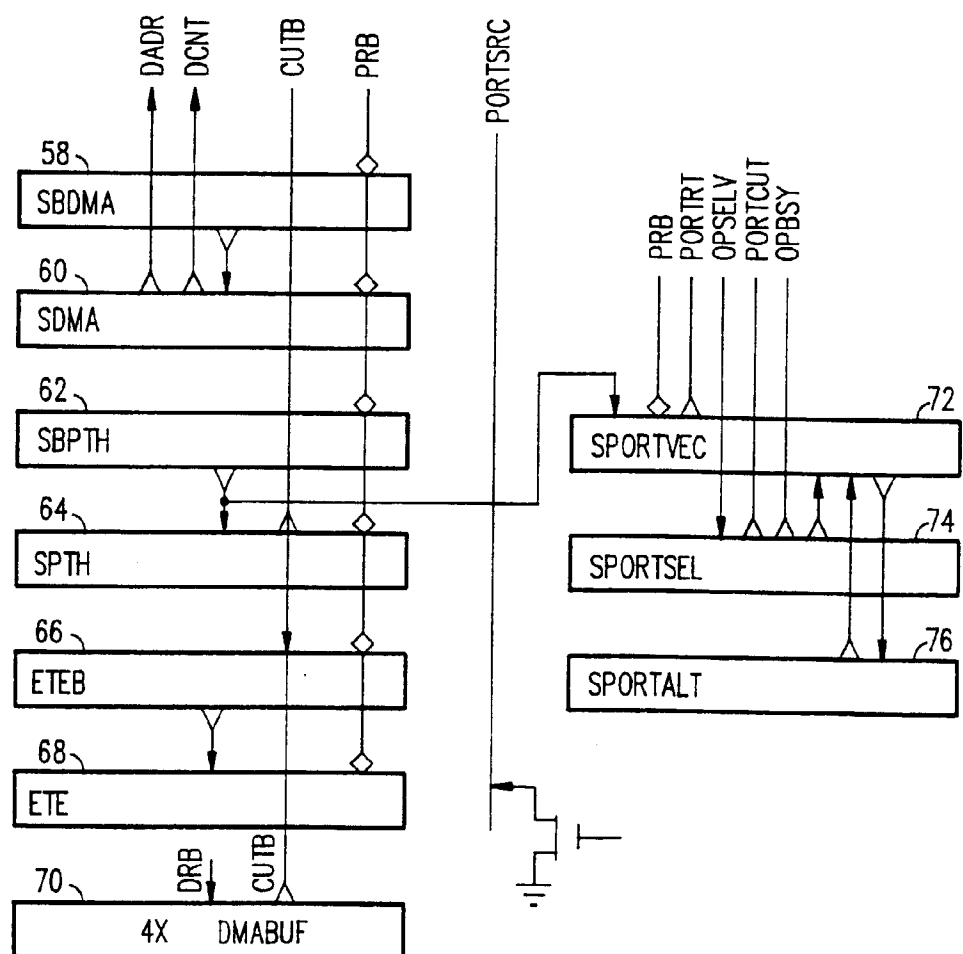 DADR
DCNT
CUTB
PRB
PORTSRC
58
SBDMA
60
SDMA
62
SBPTH
64
SPTH
66
ETEB
68
ETE
DRB
CUTB
70
4X DMABUF
PRB
PORTRT
OPSELV
PORTCUT
OPBSY
72
SPORTVEC
74
SPORTSEL
76
SPORTALT